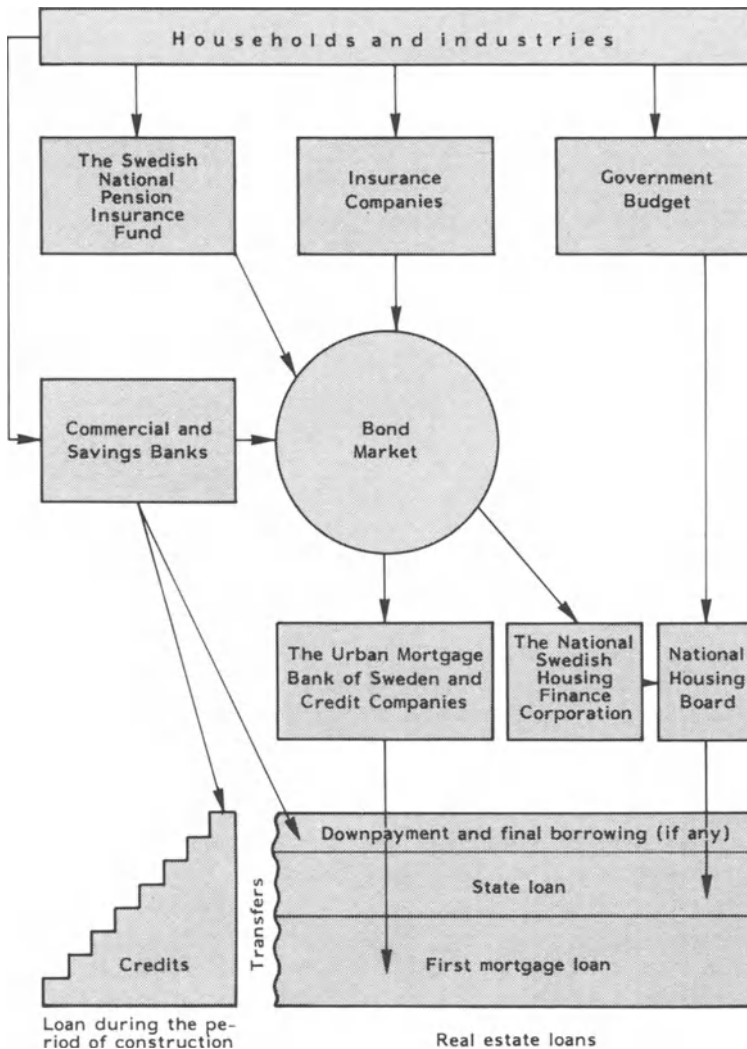 Households and industries
The Swedish
National
Pension
Insurance
Fund
Insurance
Companies
Government
Budget
Commercial and
Savings Banks
Bond
Market
The Urban Mortgage
Bank of Sweden and
Credit Companies
The National
Swedish
Housing
Finance
Corporation
National
Housing
Board
Downpayment and final borrowing (if any)
State loan
First mortgage loan
Transfers
Credits
Loan during the pe-
riod of construction
Real estate loans